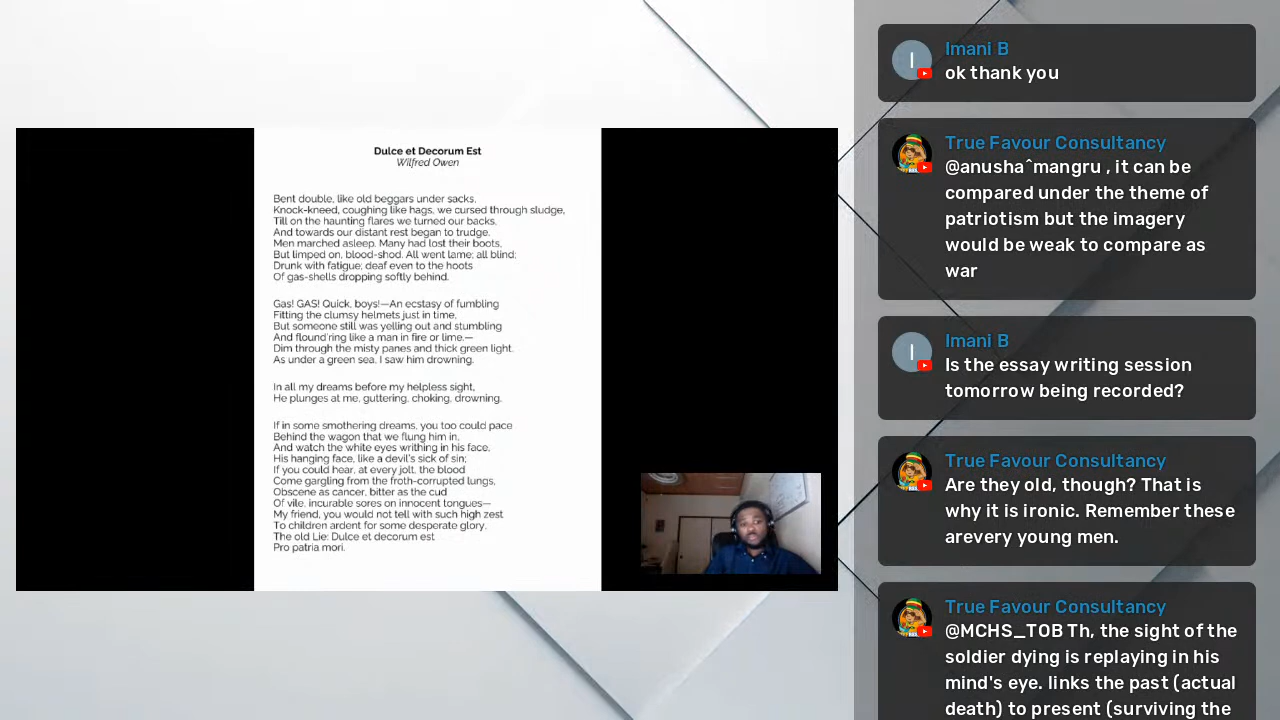 Dulce et Decorum Est
Wilfred Owen
Bent double, like old beggars under sacks,
Knock-kneed, coughing like hags, we cursed through sludge,
Till on the haunting flares we turned our backs,
And towards our distant rest began to trudge.
Men marched asleep. Many had lost their boots,
But limped on, blood-shod. All went lame; all blind;
Drunk with fatigue; deaf even to the hoots
Of gas-shells dropping softly behind.
Gas! GAS! Quick, boys!—An ecstasy of fumbling
Fitting the clumsy helmets just in time,
But someone still was yelling out and stumbling
And flound'ring like a man in fire or lime.—
Dim through the misty panes and thick green light,
As under a green sea, I saw him drowning.
In all my dreams before my helpless sight,
He plunges at me, guttering, choking, drowning.
If in some smothering dreams, you too could pace
Behind the wagon that we flung him in,
And watch the white eyes writhing in his face,
His hanging face, like a devil's sick of sin;
If you could hear, at every jolt, the blood
Come gargling from the froth-corrupted lungs,
Obscene as cancer, bitter as the cud
Of vile, incurable sores on innocent tongues—
My friend, you would not tell with such high zest
To children ardent for some desperate glory,
The old Lie: Dulce et decorum est
Pro patria mori.
I
Imani B
ok thank you
True Favour Consultancy
@anusha^mangru , it can be
compared under the theme of
patriotism but the imagery
would be weak to compare as
war
I
Imani B
Is the essay writing session
tomorrow being recorded?
True Favour Consultancy
Are they old, though? That is
why it is ironic. Remember these
arevery young men.
True Favour Consultancy
@MCHS_TOB Th, the sight of the
soldier dying is replaying in his
mind's eye. links the past (actual
death) to present (surviving the